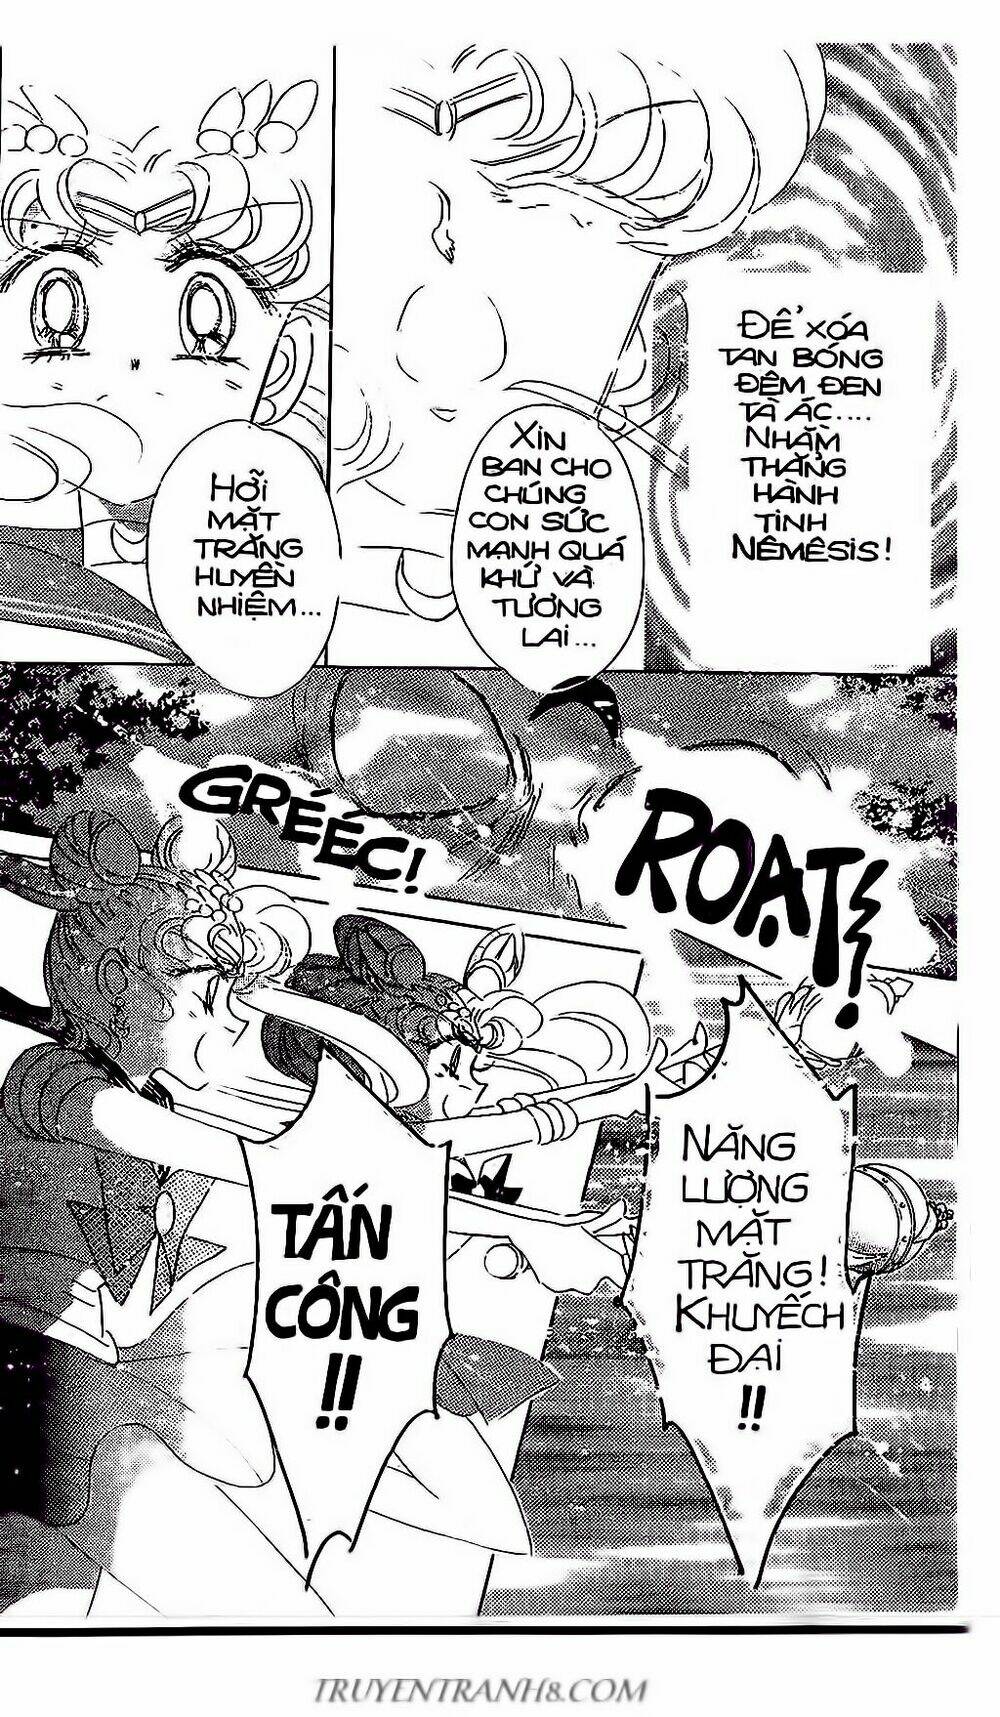 HỠI
MẶT
TRĂNG
HUYỀN
NHIỆM...
XIN
BAN CHO
CHÚNG
CON SỨC
MẠNH QUÁ
KHỨ VÀ
TƯƠNG
LAI...
ĐỂ XÓA
TAN BÓNG
ĐÊM ĐEN
TÀ ÁC....
NHẰM
THẲNG
HÀNH
TINH
NÊMÊSIS!
GRÉÉC!
ROẠT!
TẤN
CÔNG
!!
NĂNG
LƯỢNG
MẶT
TRĂNG!
KHUYẾCH
ĐẠI
!!
TRUYENTRANH8.COM